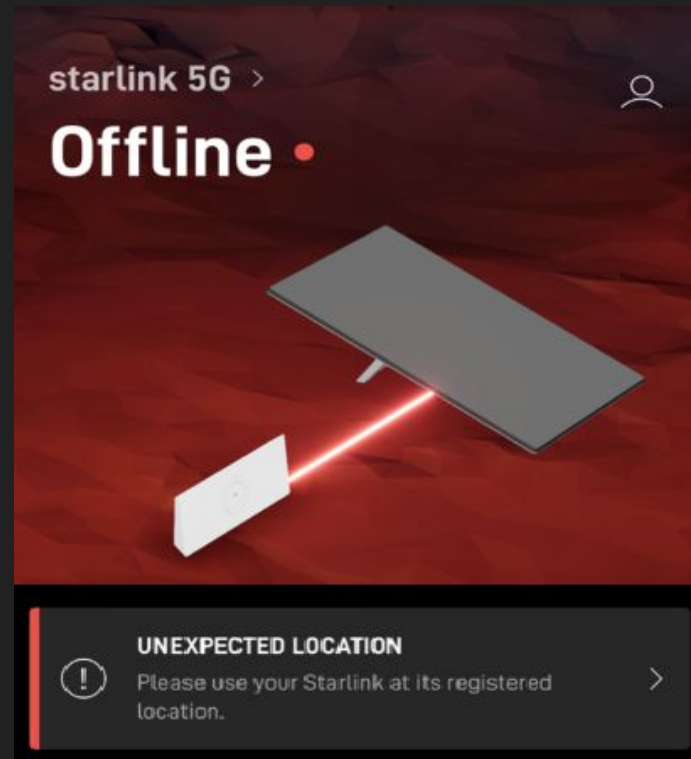 starlink 5G >
Offline
UNEXPECTED LOCATION
Please use your Starlink at its registered
location.